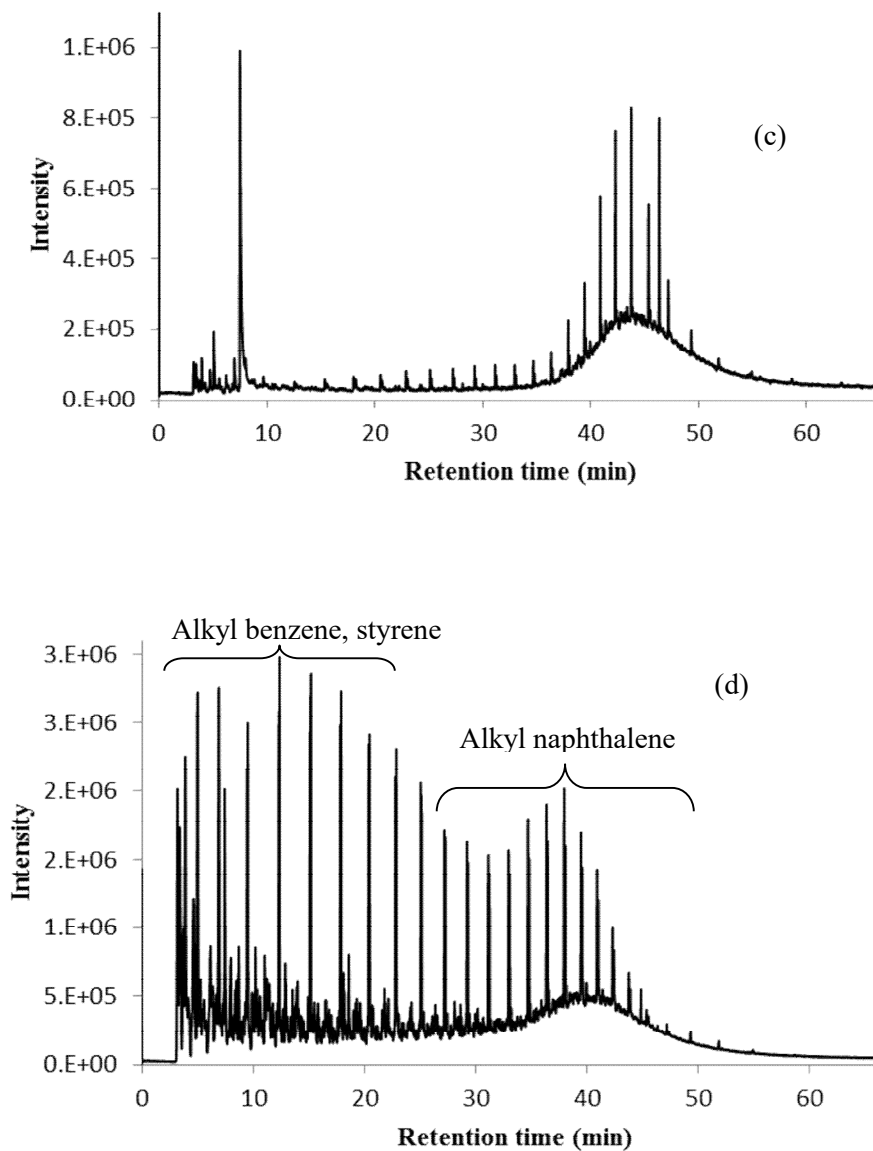 1.E+06
8.E+05
6.E+05
4.E+05
2.E+05
0.E+00
Intensity
(c)
0 10 20 30 40 50 60
Retention time (min)
Alkyl benzene, styrene
3.E+06
3.E+06
2.E+06
2.E+06
1.E+06
5.E+05
0.E+00
Intensity
(d)
Alkyl naphthalene
0 10 20 30 40 50 60
Retention time (min)